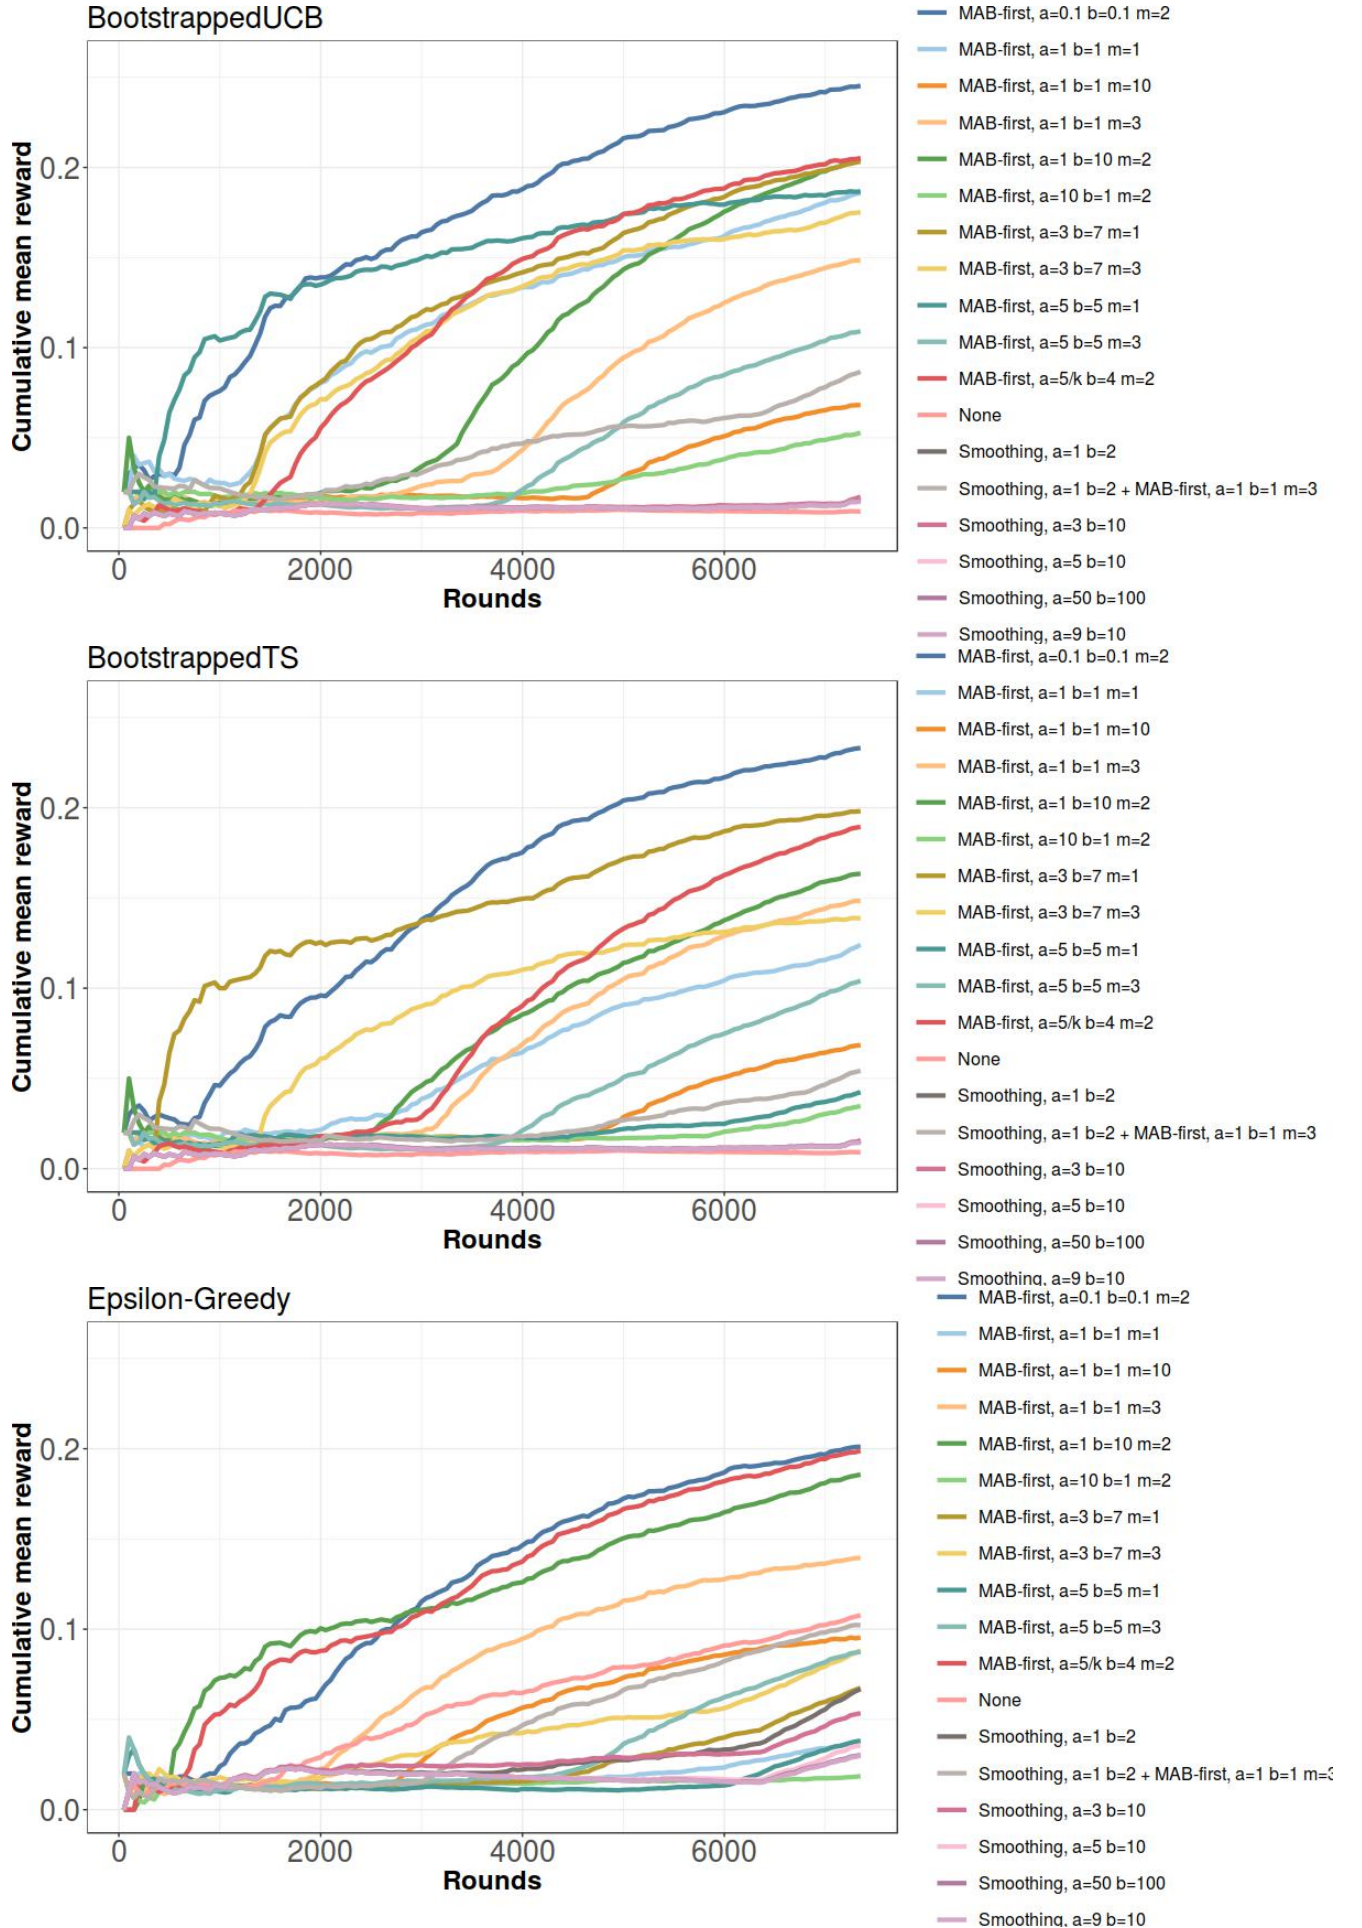 BootstrappedUCB
Cumulative mean reward
0.2
0.1
0.0
0 2000 4000 6000
Rounds
MAB-first, a=0.1 b=0.1 m=2
MAB-first, a=1 b=1 m=1
MAB-first, a=1 b=1 m=10
MAB-first, a=1 b=1 m=3
MAB-first, a=1 b=10 m=2
MAB-first, a=10 b=1 m=2
MAB-first, a=3 b=7 m=1
MAB-first, a=3 b=7 m=3
MAB-first, a=5 b=5 m=1
MAB-first, a=5 b=5 m=3
MAB-first, a=5/k b=4 m=2
None
Smoothing, a=1 b=2
Smoothing, a=1 b=2 + MAB-first, a=1 b=1 m=3
Smoothing, a=3 b=10
Smoothing, a=5 b=10
Smoothing, a=50 b=100
Smoothing, a=9 b=10
BootstrappedTS
Cumulative mean reward
0.2
0.1
0.0
0 2000 4000 6000
Rounds
MAB-first, a=0.1 b=0.1 m=2
MAB-first, a=1 b=1 m=1
MAB-first, a=1 b=1 m=10
MAB-first, a=1 b=1 m=3
MAB-first, a=1 b=10 m=2
MAB-first, a=10 b=1 m=2
MAB-first, a=3 b=7 m=1
MAB-first, a=3 b=7 m=3
MAB-first, a=5 b=5 m=1
MAB-first, a=5 b=5 m=3
MAB-first, a=5/k b=4 m=2
None
Smoothing, a=1 b=2
Smoothing, a=1 b=2 + MAB-first, a=1 b=1 m=3
Smoothing, a=3 b=10
Smoothing, a=5 b=10
Smoothing, a=50 b=100
Smoothing, a=9 b=10
Epsilon-Greedy
Cumulative mean reward
0.2
0.1
0.0
0 2000 4000 6000
Rounds
MAB-first, a=0.1 b=0.1 m=2
MAB-first, a=1 b=1 m=1
MAB-first, a=1 b=1 m=10
MAB-first, a=1 b=1 m=3
MAB-first, a=1 b=10 m=2
MAB-first, a=10 b=1 m=2
MAB-first, a=3 b=7 m=1
MAB-first, a=3 b=7 m=3
MAB-first, a=5 b=5 m=1
MAB-first, a=5 b=5 m=3
MAB-first, a=5/k b=4 m=2
None
Smoothing, a=1 b=2
Smoothing, a=1 b=2 + MAB-first, a=1 b=1 m=3
Smoothing, a=3 b=10
Smoothing, a=5 b=10
Smoothing, a=50 b=100
Smoothing, a=9 b=10